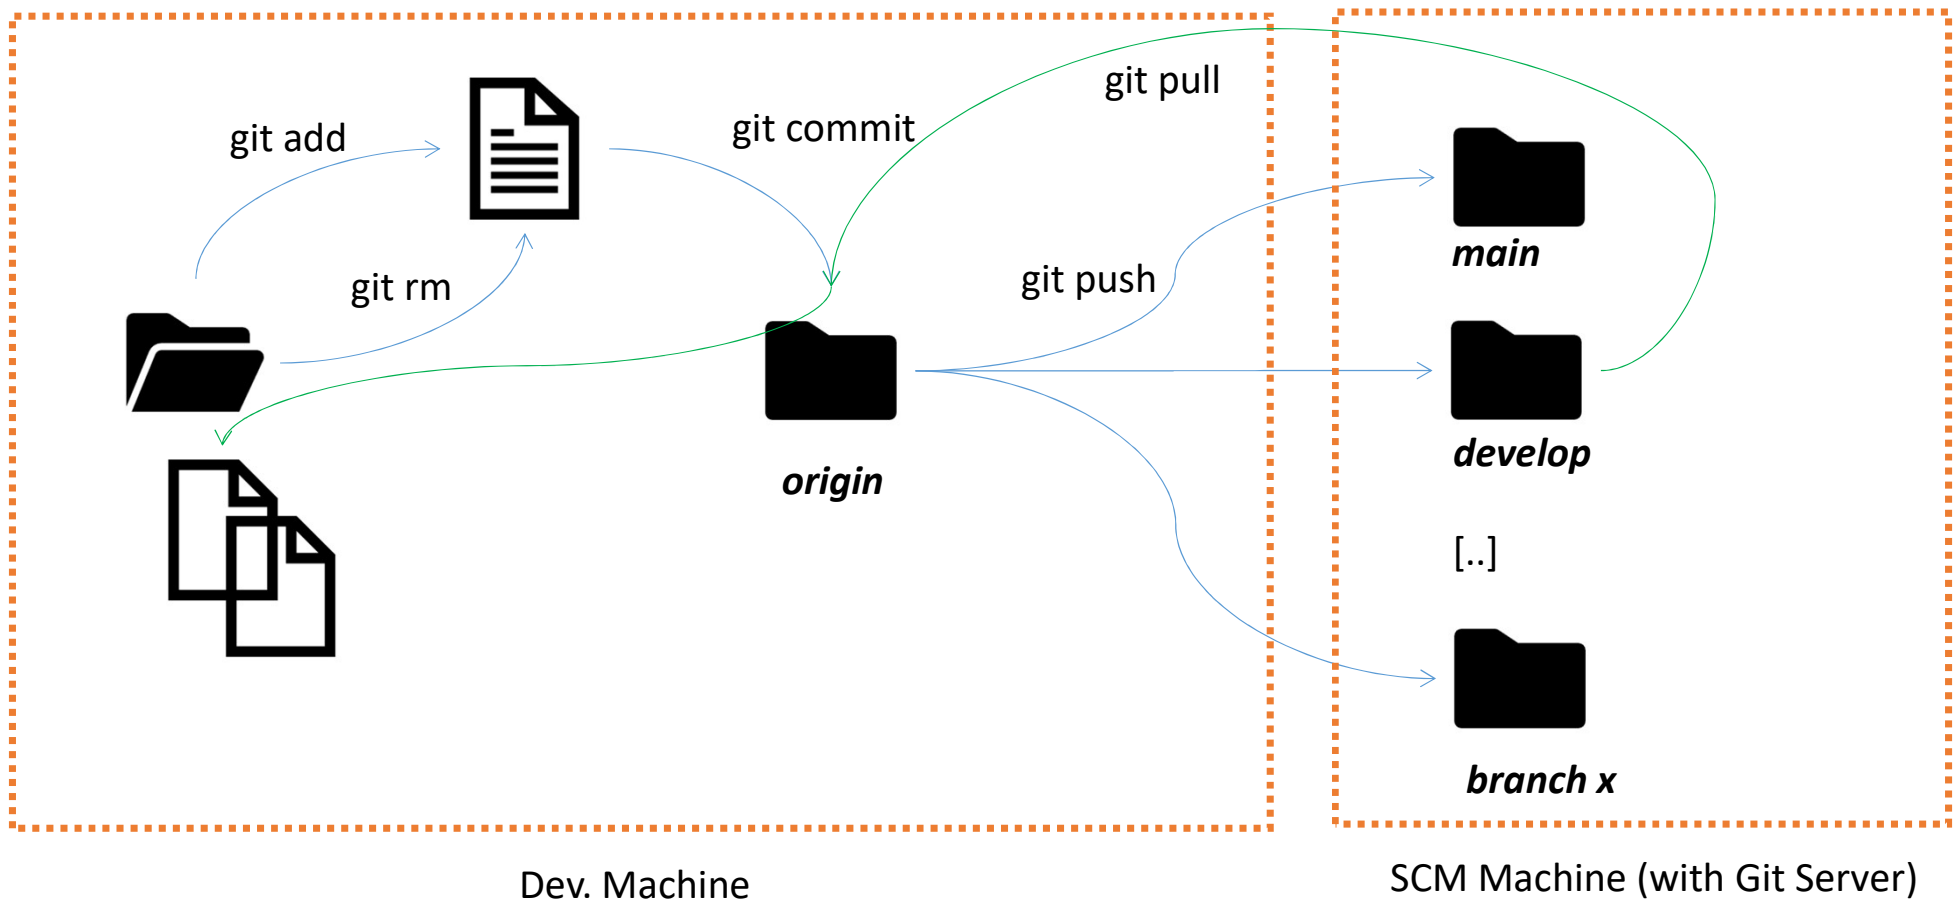 git pull
git add
git commit
main
git rm
git push
develop
origin
[..]
branch x
Dev. Machine
SCM Machine (with Git Server)